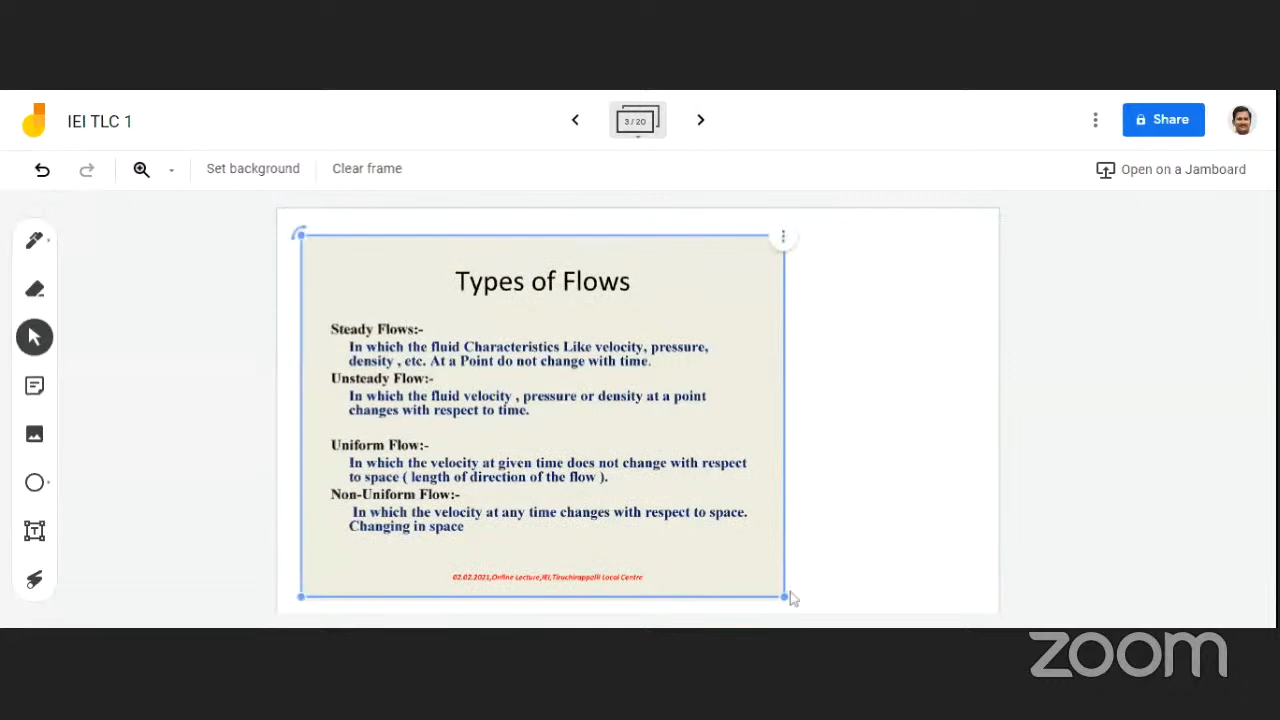 IEI TLC 1
3 / 20
Share
Set background
Clear frame
Open on a Jamboard
Types of Flows
Steady Flows:-
In which the fluid Characteristics Like velocity, pressure,
density , etc. At a Point do not change with time.
Unsteady Flow:-
In which the fluid velocity , pressure or density at a point
changes with respect to time.
Uniform Flow:-
In which the velocity at given time does not change with respect
to space ( length of direction of the flow ).
Non-Uniform Flow:-
In which the velocity at any time changes with respect to space.
Changing in space
02.02.2021,Online Lecture,IEI,Tiruchirappalli Local Centre
zoom